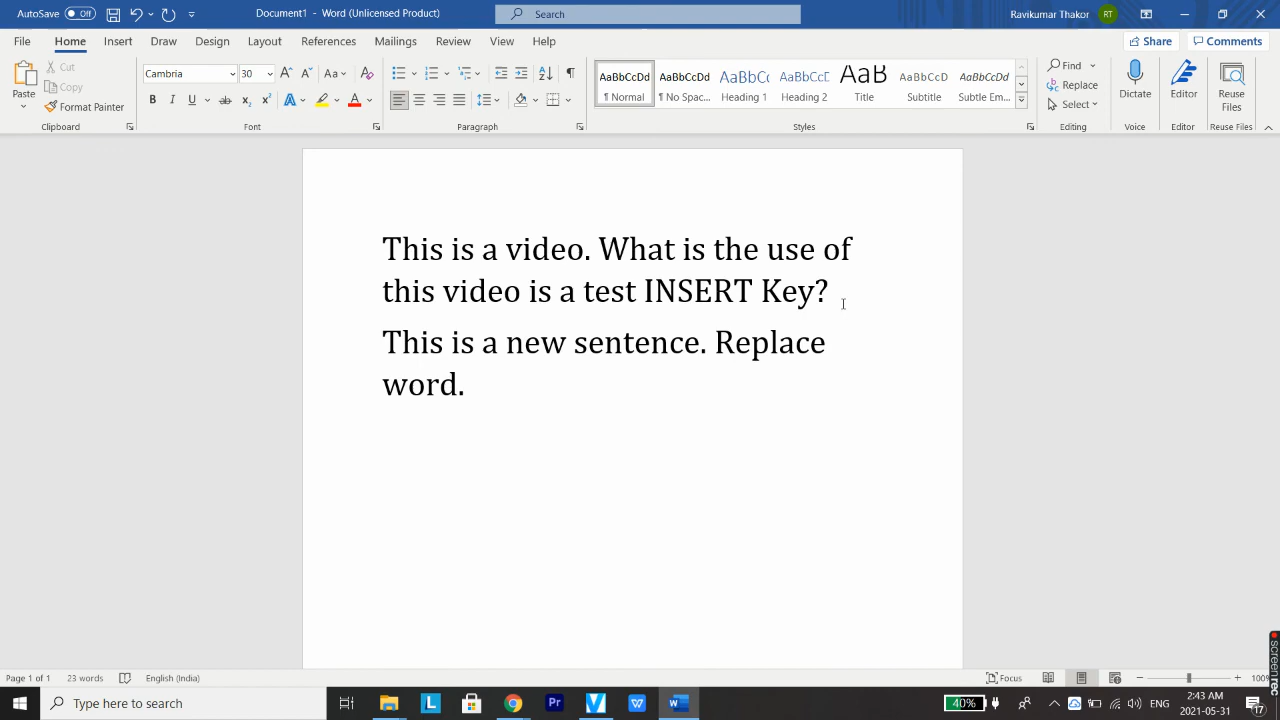 AutoSave Off Document1 - Word (Unlicensed Product) Search Ravikumar Thakor RT
File Home Insert Draw Design Layout References Mailings Review View Help Share Comments
Paste Cut Copy Format Painter
Cambria 30
AaBbCcDd ¶ Normal
AaBbCcDd ¶ No Spac...
AaBbCc Heading 1
Heading 2
AaB Title
AaBbCcD Subtitle
AaBbCcDd Subtle Em...
Find Replace Select
Dictate Editor Reuse Files
Clipboard Font Paragraph Styles Editing Voice Editor Reuse Files
This is a video. What is the use of
this video is a test INSERT Key?
This is a new sentence. Replace
word.
screenrec
Page 1 of 1 23 words English (India) Focus
Type here to search
40% ENG 2:43 AM 2021-05-31 17